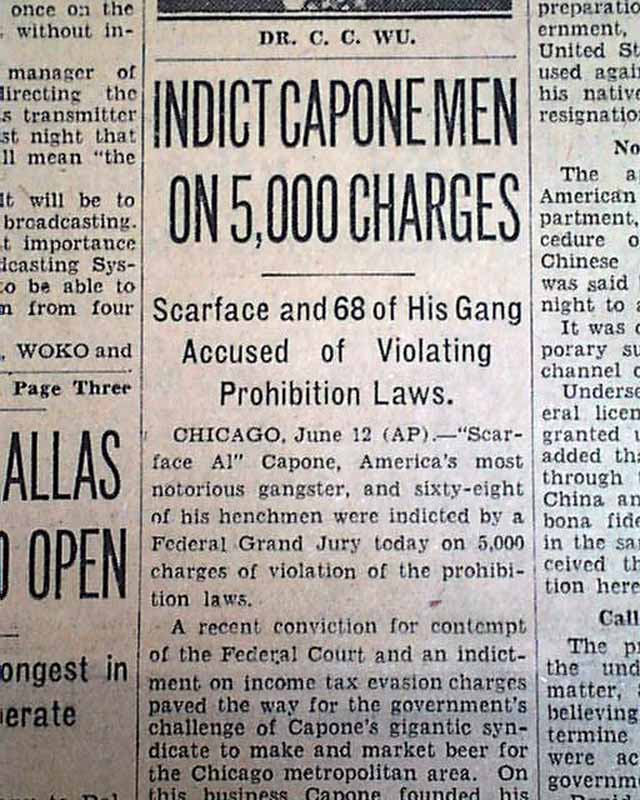 once on the
without in-
manager of
directing the
s transmitter
st night that
ll mean "the
It will be to
broadcasting.
t importance
dcasting Sys-
to be able to
n from four
, WOKO and
Page Three
ALLAS
O OPEN
ongest in
erate
DR. C. C. WU.
INDICT CAPONE MEN
ON 5,000 CHARGES
Scarface and 68 of His Gang
Accused of Violating
Prohibition Laws.
CHICAGO, June 12 (AP).—"Scar-
face Al" Capone, America's most
notorious gangster, and sixty-eight
of his henchmen were indicted by a
Federal Grand Jury today on 5,000
charges of violation of the prohibi-
tion laws.
A recent conviction for contempt
of the Federal Court and an indict-
ment on income tax evasion charges
paved the way for the government's
challenge of Capone's gigantic syn-
dicate to make and market beer for
the Chicago metropolitan area. On
this business Capone founded his
preparatio
ernment,
United St
used again
his native
resignatio
No
The a
American
partment,
cedure o
Chinese
was said
night to a
It was
porary su
channel
Underse
eral licen
granted
added tha
through
China an
bona fide
in the sa
ceived th
tion here
Call
The pr
the und
matter,
believing
termine
were ac
governm